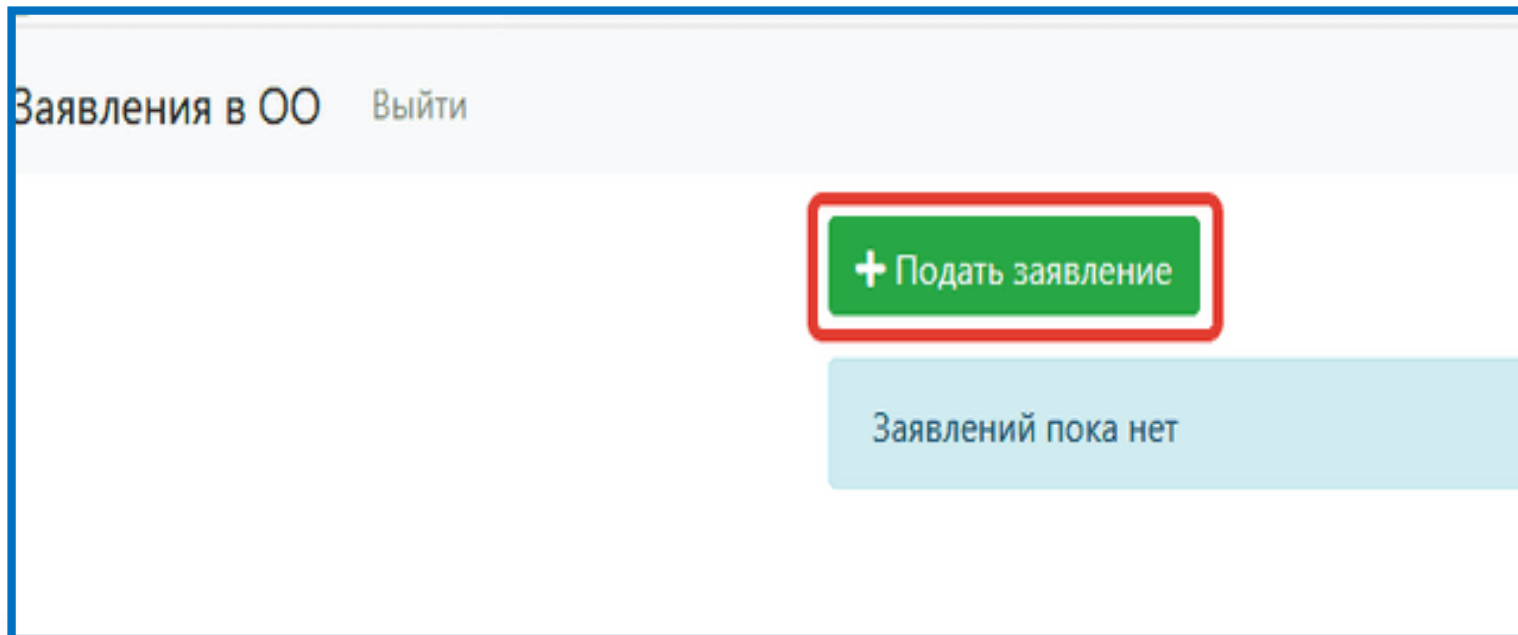 Заявления в ОО Выйти
+ Подать заявление
Заявлений пока нет